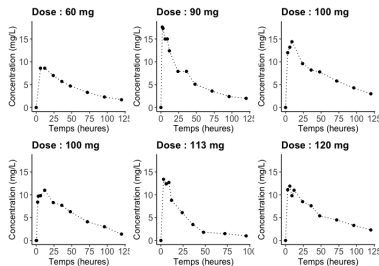 Dose : 60 mg
Dose : 90 mg
Dose : 100 mg
Concentration (mg/L)
15
10
5
0
0 25 50 75 100 125
Temps (heures)
Concentration (mg/L)
15
10
5
0
0 25 50 75 100 125
Temps (heures)
Concentration (mg/L)
15
10
5
0
0 25 50 75 100 125
Temps (heures)
Dose : 100 mg
Dose : 113 mg
Dose : 120 mg
Concentration (mg/L)
15
10
5
0
0 25 50 75 100 125
Temps (heures)
Concentration (mg/L)
15
10
5
0
0 25 50 75 100 125
Temps (heures)
Concentration (mg/L)
15
10
5
0
0 25 50 75 100 125
Temps (heures)